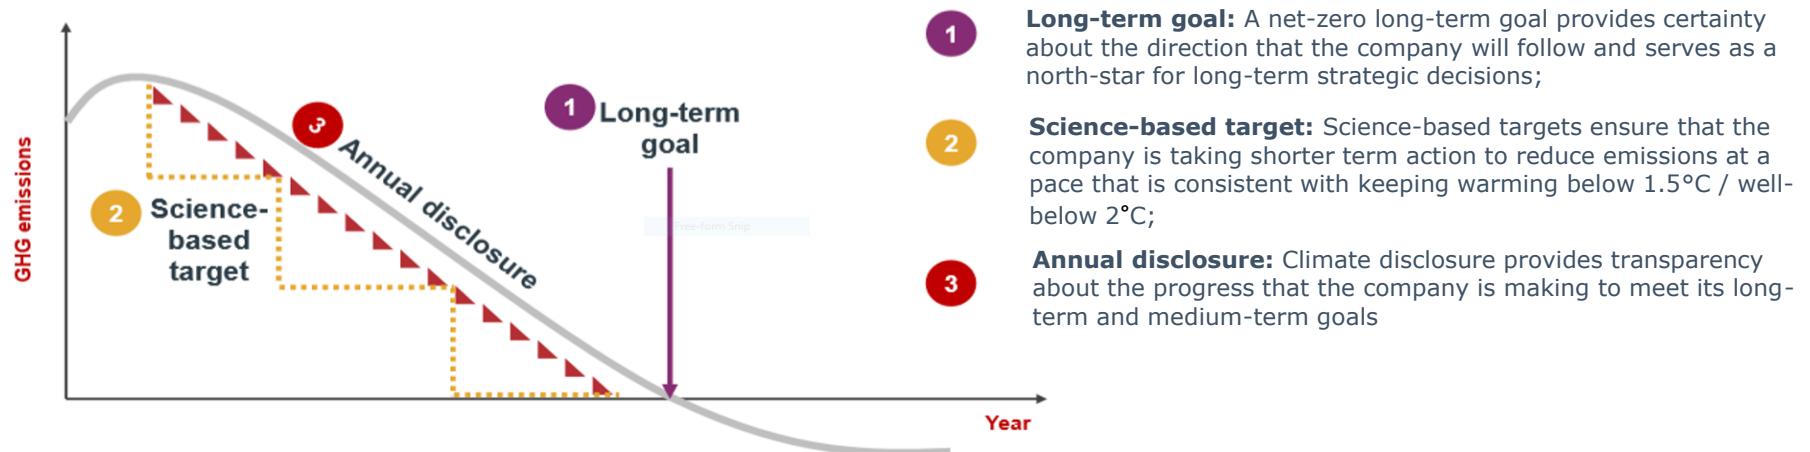 GHG emissions
2
Science-
based
target
3
Annual disclosure
1
Long-term
goal
Free-form Snip
Year
1
Long-term goal: A net-zero long-term goal provides certainty
about the direction that the company will follow and serves as a
north-star for long-term strategic decisions;
2
Science-based target: Science-based targets ensure that the
company is taking shorter term action to reduce emissions at a
pace that is consistent with keeping warming below 1.5°C / well-
below 2°C;
3
Annual disclosure: Climate disclosure provides transparency
about the progress that the company is making to meet its long-
term and medium-term goals